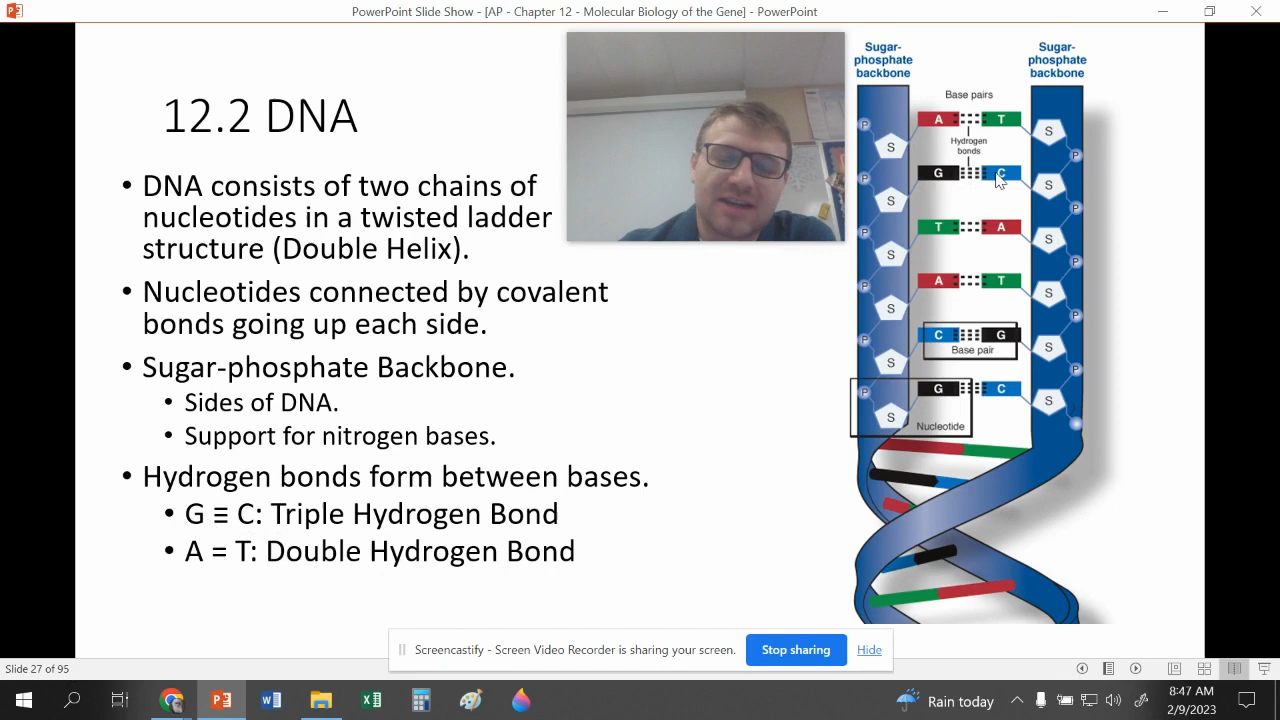 PowerPoint Slide Show - [AP - Chapter 12 - Molecular Biology of the Gene] - PowerPoint
12.2 DNA
• DNA consists of two chains of
nucleotides in a twisted ladder
structure (Double Helix).
• Nucleotides connected by covalent
bonds going up each side.
• Sugar-phosphate Backbone.
• Sides of DNA.
• Support for nitrogen bases.
• Hydrogen bonds form between bases.
• G ≡ C: Triple Hydrogen Bond
• A = T: Double Hydrogen Bond
Sugar-
phosphate
backbone
Sugar-
phosphate
backbone
Base pairs
P
A T
S
S
Hydrogen
bonds
P
P
G C
S
S
P
P
T A
S
S
P
P
A T
S
S
P
P
C G
Base pair
S
S
P
P
G C
S
S
Nucleotide
Screencastify - Screen Video Recorder is sharing your screen.
Stop sharing
Hide
Slide 27 of 95
Rain today
8:47 AM
2/9/2023